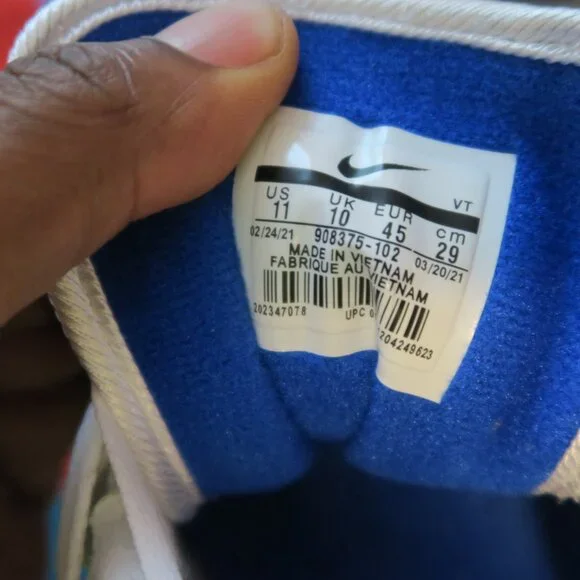 VT
US UK EUR cm
11 10 45 29
02/24/21 908375-102 03/20/21
MADE IN VIETNAM
FABRIQUE AU VIETNAM
202347078 UPC 204249623